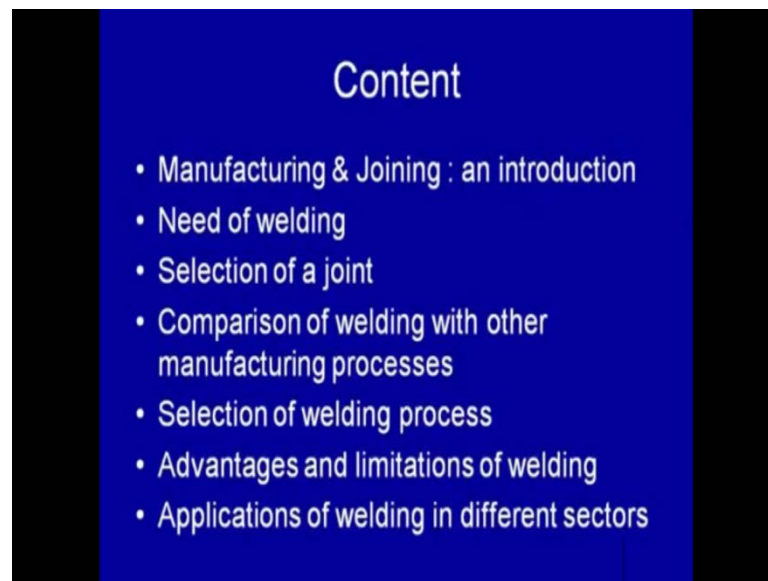 Content
• Manufacturing & Joining : an introduction
• Need of welding
• Selection of a joint
• Comparison of welding with other
manufacturing processes
• Selection of welding process
• Advantages and limitations of welding
• Applications of welding in different sectors